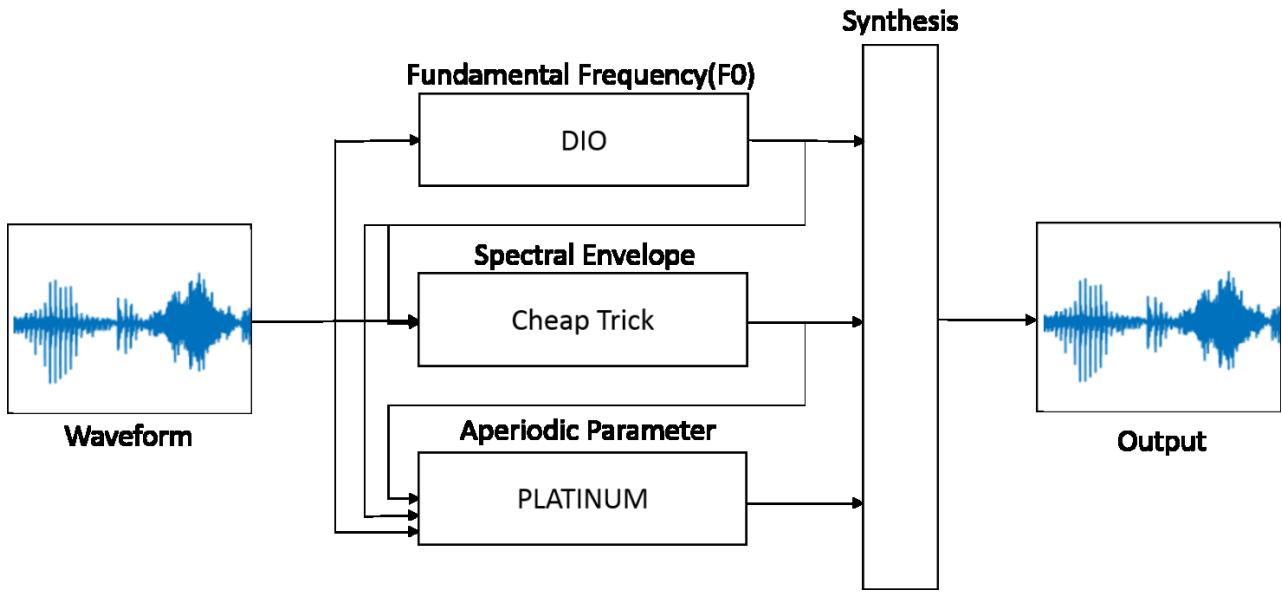 Synthesis
Fundamental Frequency(F0)
DIO
Spectral Envelope
Cheap Trick
Waveform
Aperiodic Parameter
Output
PLATINUM